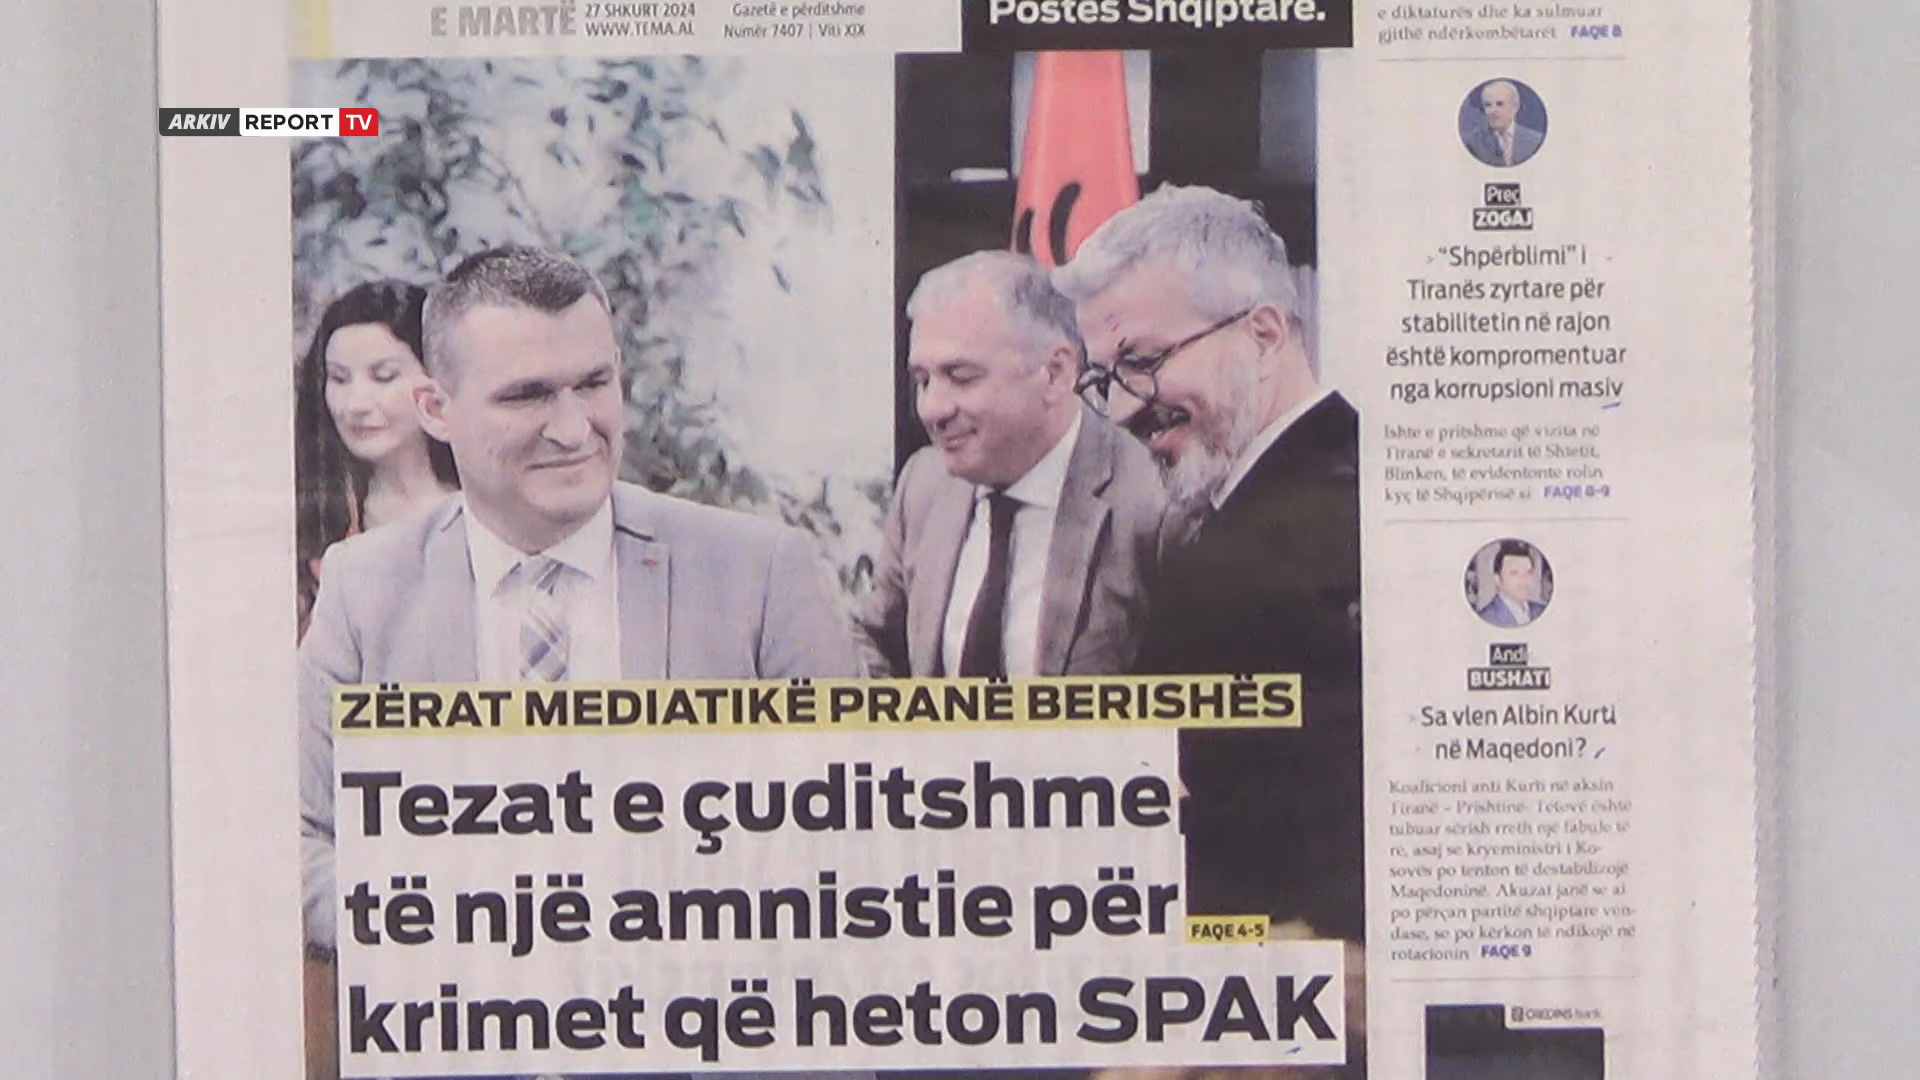 E MARTË
27 SHKURT 2024
WWW.TEMA.AL
Gazetë e përditshme
Numër 7407 | Viti XIX
Postës Shqiptare.
e diktaturës dhe ka sulmuar
gjithë ndërkombëtarët FAQE 8
ARKIV REPORT TV
Preç
ZOGAJ
“Shpërblimi” i
Tiranës zyrtare për
stabilitetin në rajon
është kompromentuar
nga korrupsioni masiv
Ishte e pritshme që vizita në
Tiranë e sekretarit të Shtetit,
Blinken, të evidentonte rolin
kyç të Shqipërisë si FAQE 8-9
Andi
BUSHATI
Sa vlen Albin Kurti
në Maqedoni?
Koalicioni anti Kurti në aksin
Tiranë - Prishtinë- Tetovë është
tubuar sërish rreth një fabule të
re, asaj se kryeministri i Ko-
sovës po tenton të destabilizojë
Maqedoninë. Akuzat janë se ai
po përçan partitë shqiptare ven-
dase, se po kërkon të ndikojë në
rotacionin FAQE 9
ZËRAT MEDIATIKË PRANË BERISHËS
Tezat e çuditshme
të një amnistie për
FAQE 4-5
krimet që heton SPAK
CREDINS bank